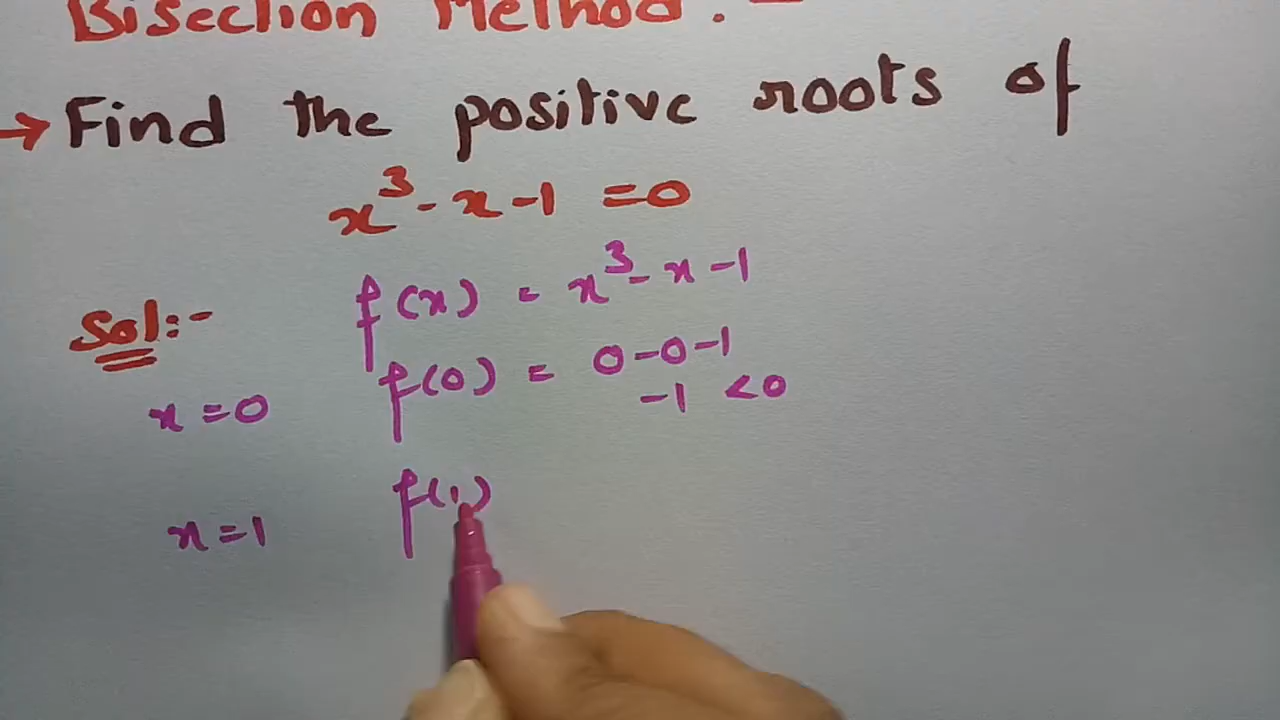 Bisection Method. -
→ Find the positive roots of
x³ - x - 1 = 0
Sol:-
f(x) = x³ - x - 1
f(0) = 0 - 0 - 1
x = 0
-1 < 0
f(1)
x = 1